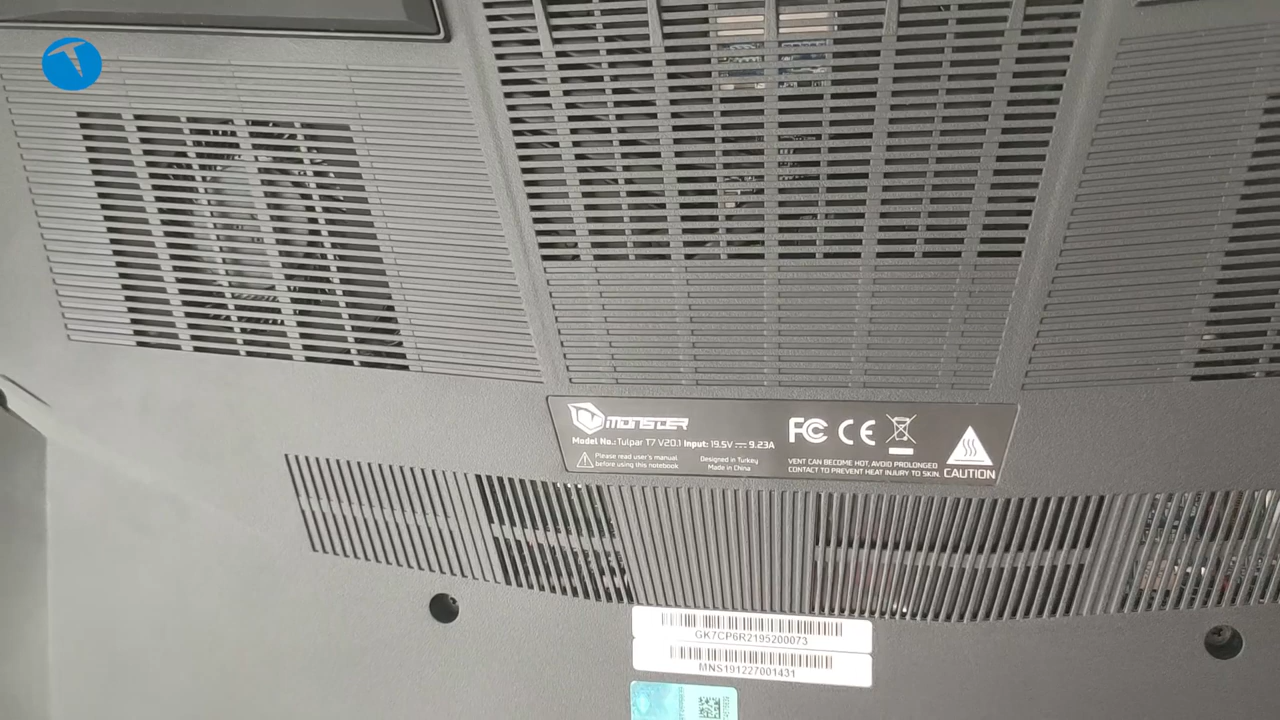 MONSTER
Model No.: Tulpar T7 V20.1 Input: 19.5V 9.23A
Please read user's manual
before using this notebook
Designed in Turkey
Made in China
FC CE
VENT CAN BECOME HOT, AVOID PROLONGED
CONTACT TO PREVENT HEAT INJURY TO SKIN.
CAUTION
GK7CP6R2195200073
MNS191227001431